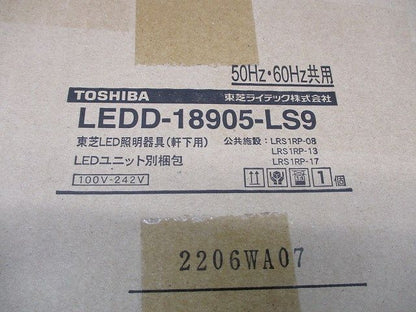 50Hz・60Hz共用
TOSHIBA 東芝ライテック株式会社
LEDD-18905-LS9
東芝LED照明器具(軒下用) 公共施設：LRS1RP-08
LRS1RP-13
LEDユニット別梱包 LRS1RP-17
100V-242V 1個
2206WA07